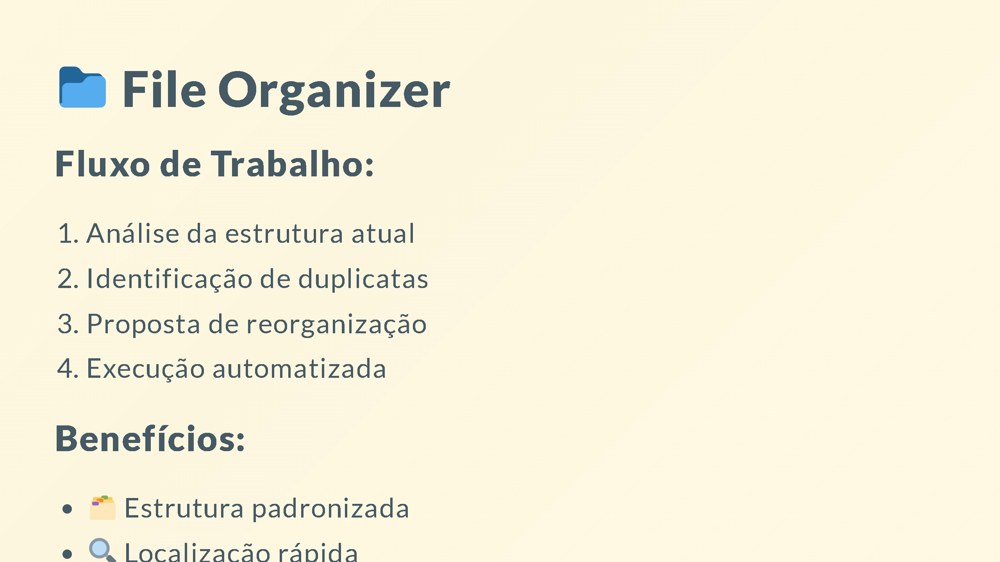 File Organizer
Fluxo de Trabalho:
1. Análise da estrutura atual
2. Identificação de duplicatas
3. Proposta de reorganização
4. Execução automatizada
Benefícios:
• Estrutura padronizada
• Localização rápida